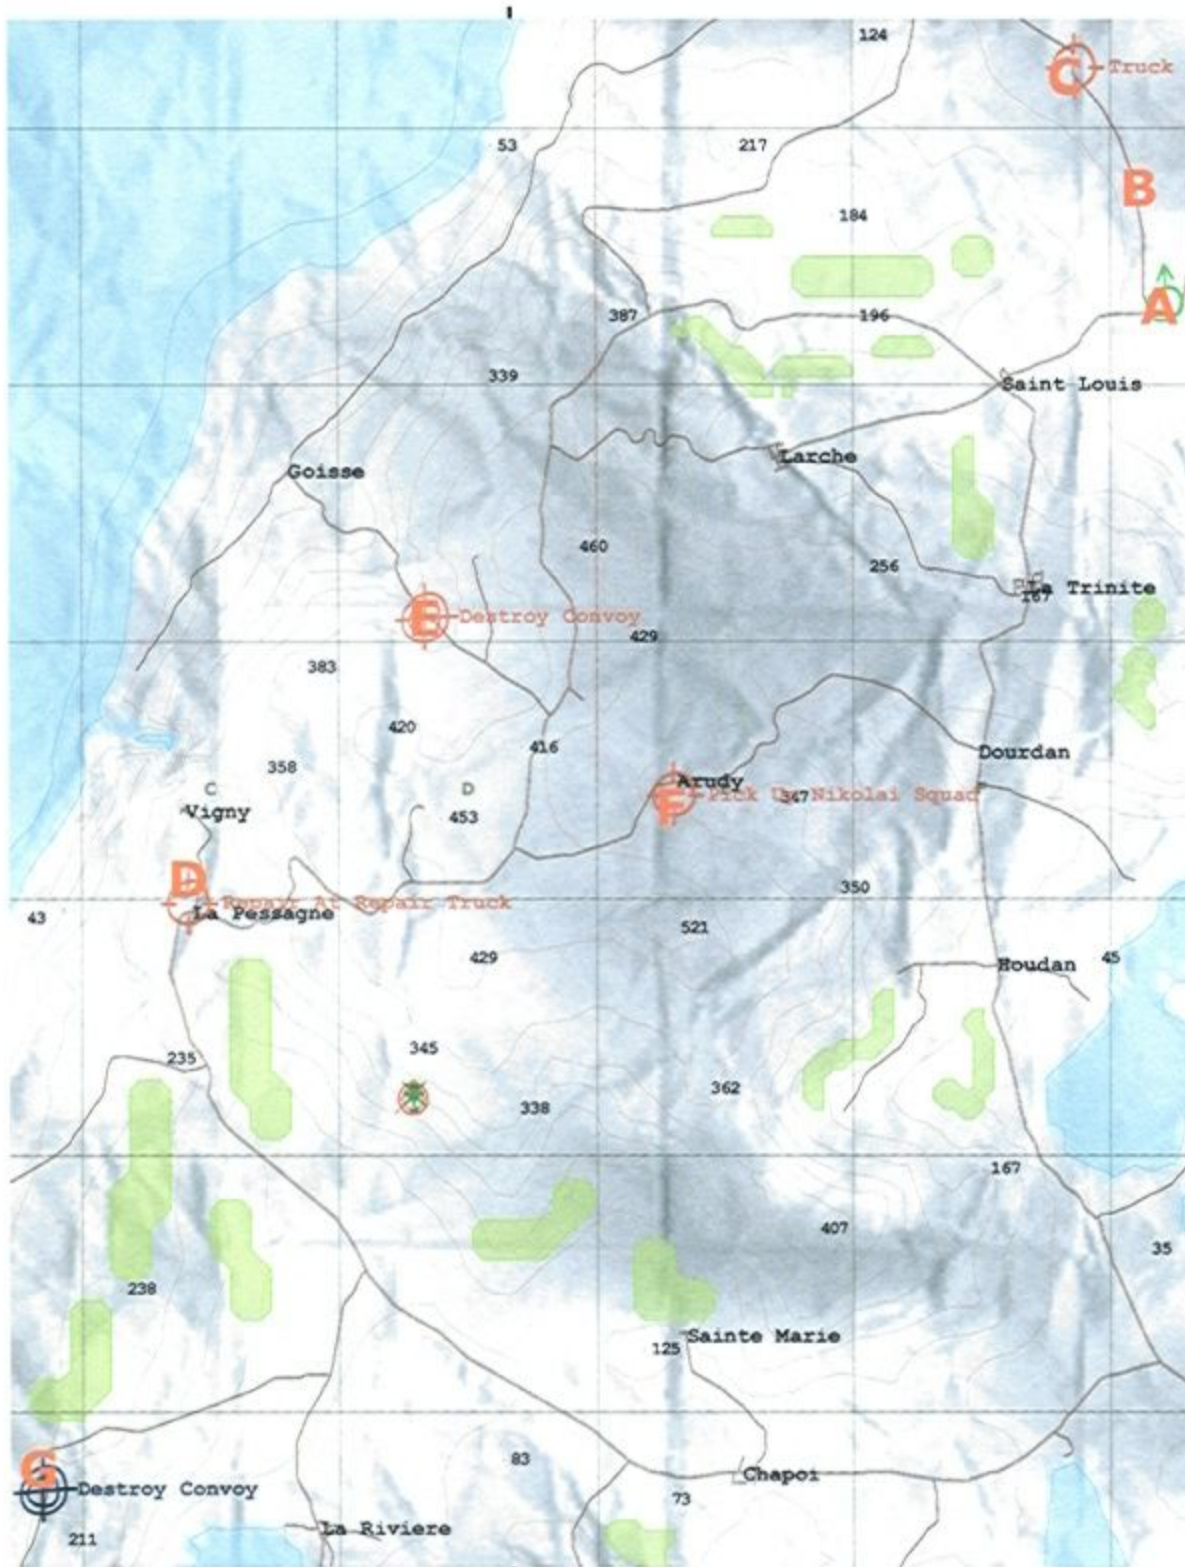 124
C Truck
53
217
B
184
A
387
196
339
Saint Louis
Larche
Goisse
460
256
La Trinite
167
E Destroy Convoy
429
383
420
416
Dourdan
358
Arudy
F Pick Up Nikolai Squad
347
C
D
Vigny
453
D
350
Repair At Repair Truck
La Pessagne
43
521
429
Houdan
45
345
235
362
338
167
407
35
238
Sainte Marie
125
83
Chapoi
G
Destroy Convoy
73
La Riviere
211